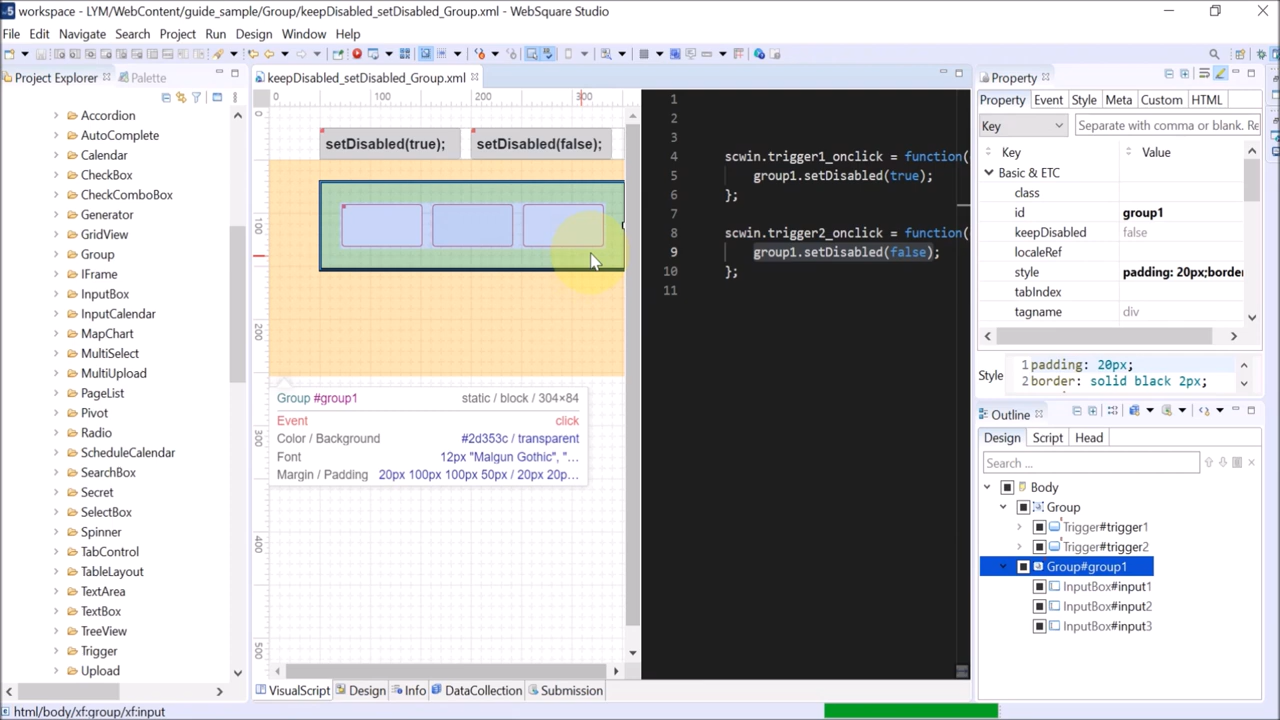 workspace - LYM/WebContent/guide_sample/Group/keepDisabled_setDisabled_Group.xml - WebSquare Studio
File Edit Navigate Search Project Run Design Window Help
Project Explorer
Palette
Accordion
AutoComplete
Calendar
CheckBox
CheckComboBox
Generator
GridView
Group
IFrame
InputBox
InputCalendar
MapChart
MultiSelect
MultiUpload
PageList
Pivot
Radio
ScheduleCalendar
SearchBox
Secret
SelectBox
Spinner
TabControl
TableLayout
TextArea
TextBox
TreeView
Trigger
Upload
keepDisabled_setDisabled_Group.xml
0 100 200 300
0
100
200
300
400
500
setDisabled(true);
setDisabled(false);
Group #group1 static / block / 304×84
Event click
Color / Background #2d353c / transparent
Font 12px "Malgun Gothic", "...
Margin / Padding 20px 100px 100px 50px / 20px 20p...
VisualScript Design Info DataCollection Submission
1
2
3
4 scwin.trigger1_onclick = function(
5 group1.setDisabled(true);
6 };
7
8 scwin.trigger2_onclick = function(
9 group1.setDisabled(false);
10 };
11
Property
Property Event Style Meta Custom HTML
Key Separate with comma or blank. Re
Key Value
Basic & ETC
class
id group1
keepDisabled false
localeRef
style padding: 20px;border
tabIndex
tagname div
Style
1 padding: 20px;
2 border: solid black 2px;
Outline
Design Script Head
Search ...
Body
Group
Trigger#trigger1
Trigger#trigger2
Group#group1
InputBox#input1
InputBox#input2
InputBox#input3
html/body/xf:group/xf:input